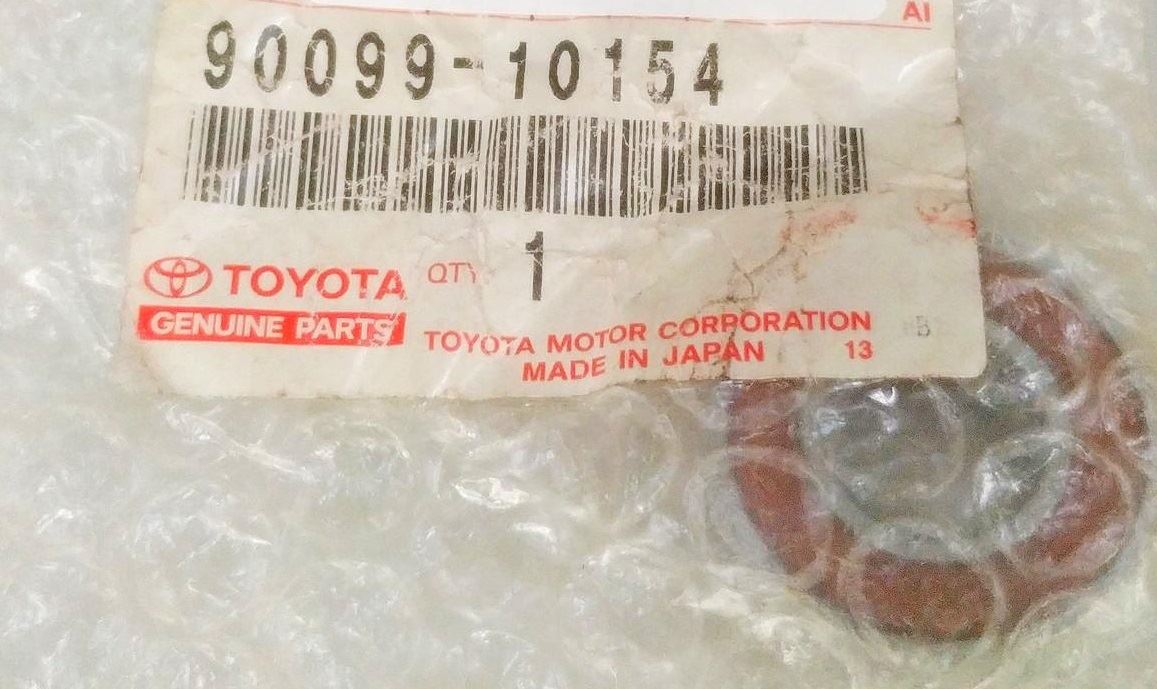 AI
90099-10154
TOYOTA QTY 1
GENUINE PARTS
TOYOTA MOTOR CORPORATION
MADE IN JAPAN 13